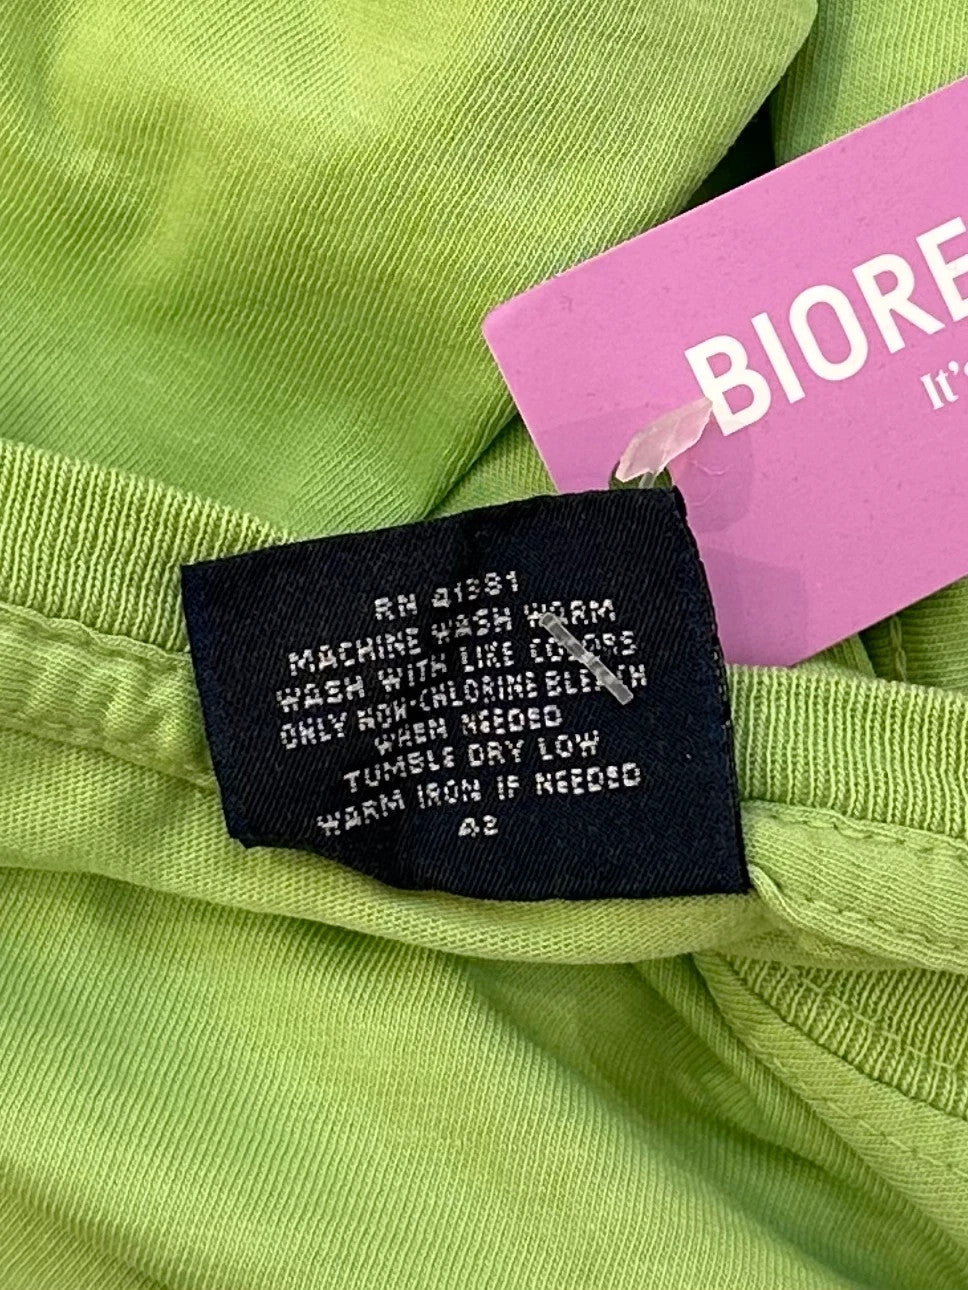 BIORE
It's
RN 41381
MACHINE WASH WARM
WASH WITH LIKE COLORS
ONLY NON-CHLORINE BLEACH
WHEN NEEDED
TUMBLE DRY LOW
WARM IRON IF NEEDED
42